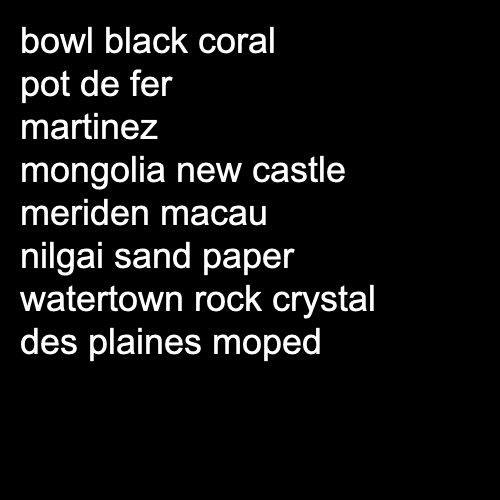 bowl black coral
pot de fer
martinez
mongolia new castle
meriden macau
nilgai sand paper
watertown rock crystal
des plaines moped